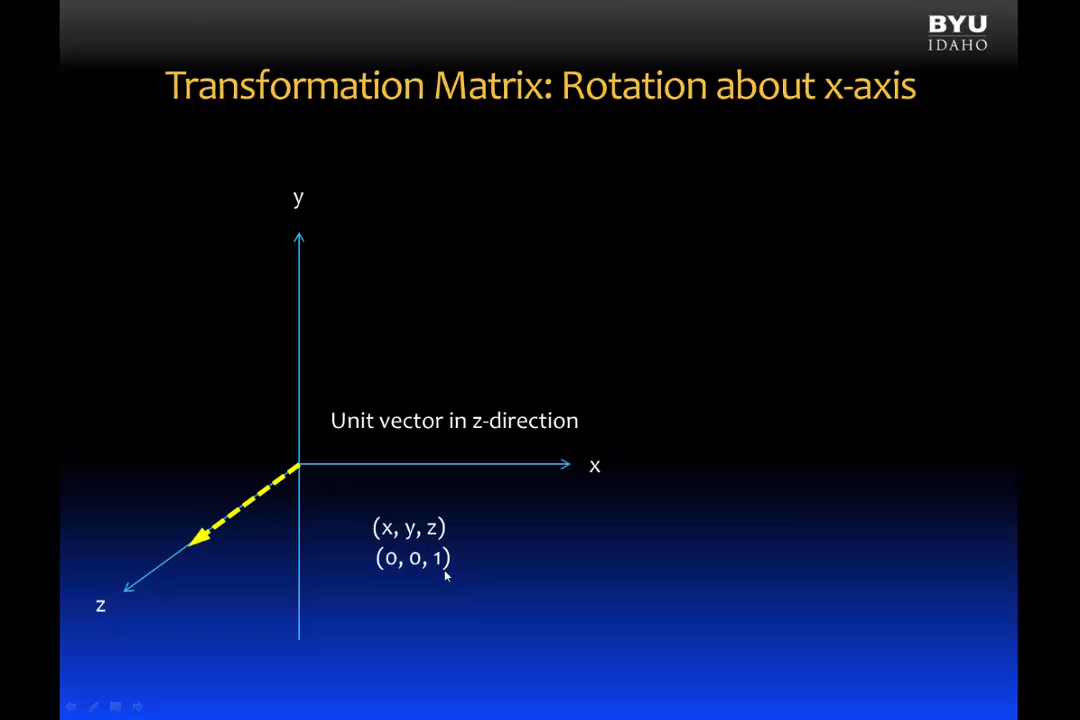 BYU
IDAHO
Transformation Matrix: Rotation about x-axis
y
Unit vector in z-direction
x
(x, y, z)
(0, 0, 1)
z